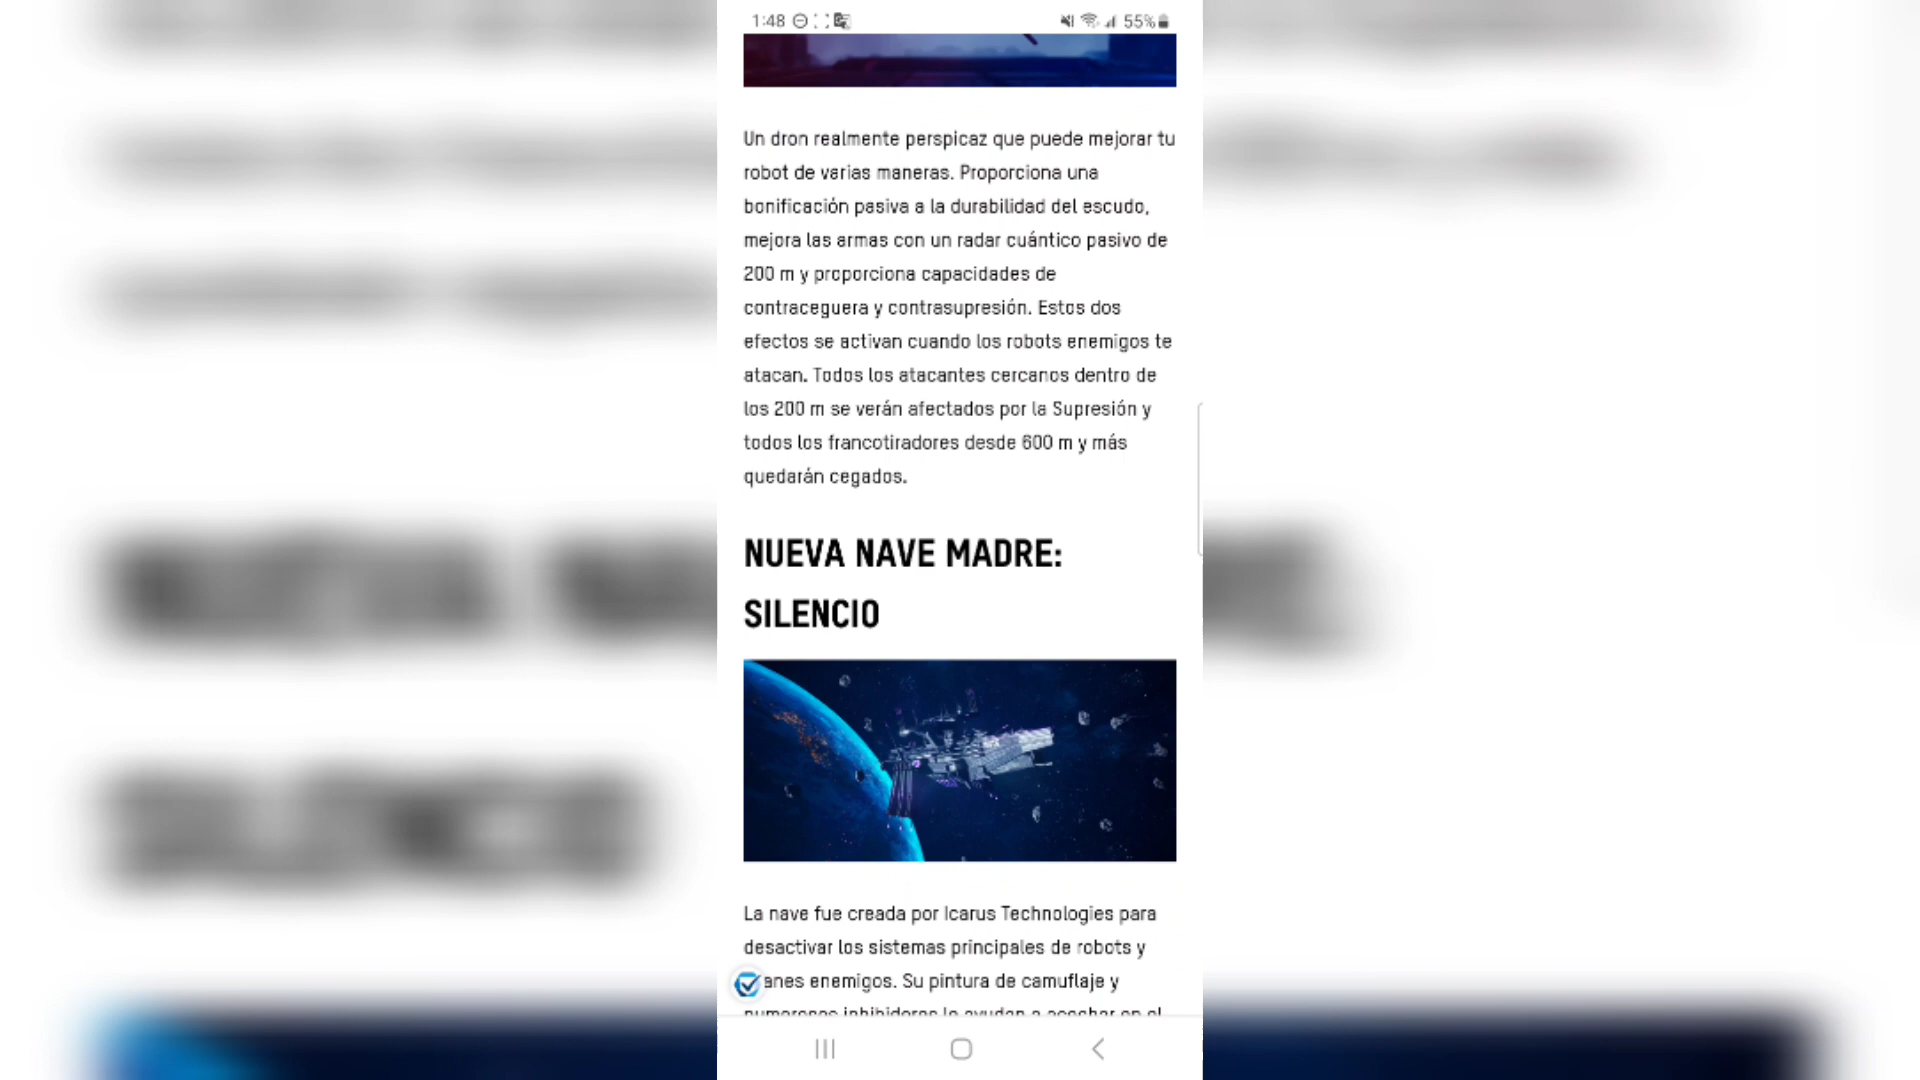 1:48
55%
Un dron realmente perspicaz que puede mejorar tu
robot de varias maneras. Proporciona una
bonificación pasiva a la durabilidad del escudo,
mejora las armas con un radar cuántico pasivo de
200 m y proporciona capacidades de
contraceguera y contrasupresión. Estos dos
efectos se activan cuando los robots enemigos te
atacan. Todos los atacantes cercanos dentro de
los 200 m se verán afectados por la Supresión y
todos los francotiradores desde 600 m y más
quedarán cegados.
NUEVA NAVE MADRE:
SILENCIO
La nave fue creada por Icarus Technologies para
desactivar los sistemas principales de robots y
anes enemigos. Su pintura de camuflaje y